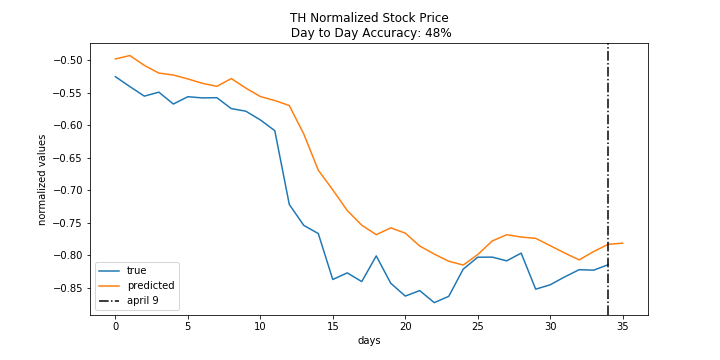 TH Normalized Stock Price
Day to Day Accuracy: 48%
normalized values
−0.50
−0.55
−0.60
−0.65
−0.70
−0.75
−0.80
−0.85
true
predicted
april 9
0 5 10 15 20 25 30 35
days